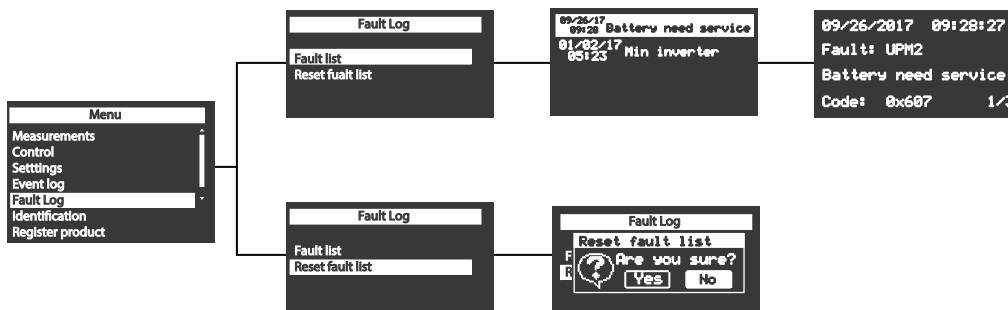 Menu
Measurements
Control
Setttings
Event log
Fault Log
Identification
Register product
Fault Log
Fault list
Reset fualt list
09/26/17 09:28 Battery need service
01/02/17 05:23 Min inverter
09/26/2017 09:28:27
Fault: UPM2
Battery need service
Code: 0x607
Fault Log
Fault list
Reset fault list
Fault Log
Reset fault list
F
Are you sure?
R
Yes No